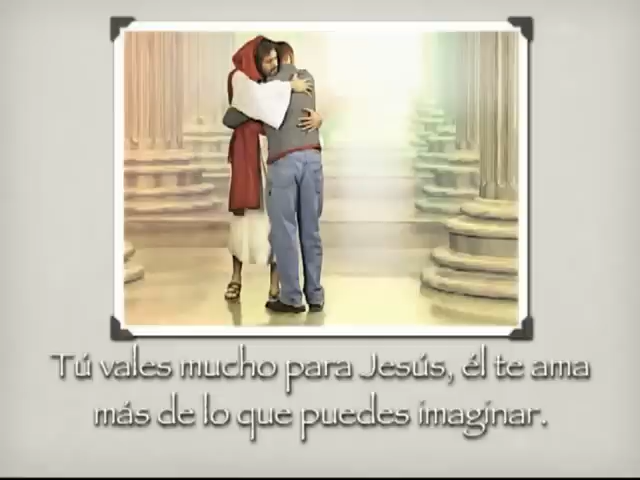 Tú vales mucho para Jesús, él te ama
más de lo que puedes imaginar.